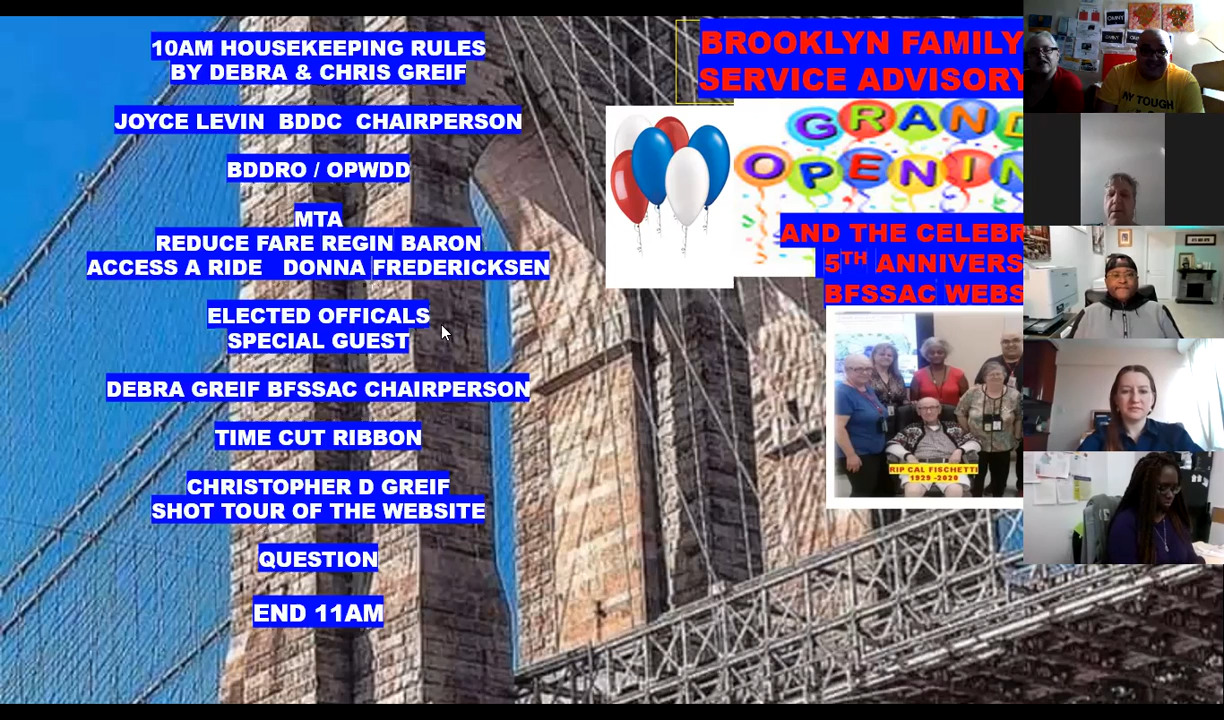 10AM HOUSEKEEPING RULES
BY DEBRA & CHRIS GREIF
JOYCE LEVIN BDDC CHAIRPERSON
BDDRO / OPWDD
MTA
REDUCE FARE REGIN BARON
ACCESS A RIDE DONNA FREDERICKSEN
ELECTED OFFICALS
SPECIAL GUEST
DEBRA GREIF BFSSAC CHAIRPERSON
TIME CUT RIBBON
CHRISTOPHER D GREIF
SHOT TOUR OF THE WEBSITE
QUESTION
END 11AM
BROOKLYN FAMILY
SERVICE ADVISORY
GRAND
OPENIN
AND THE CELEBR
5TH ANNIVERS
BFSSAC WEBS
RIP CAL FISCHETTI
1929 -2020
OMNY
OMNY
MY TOUGH